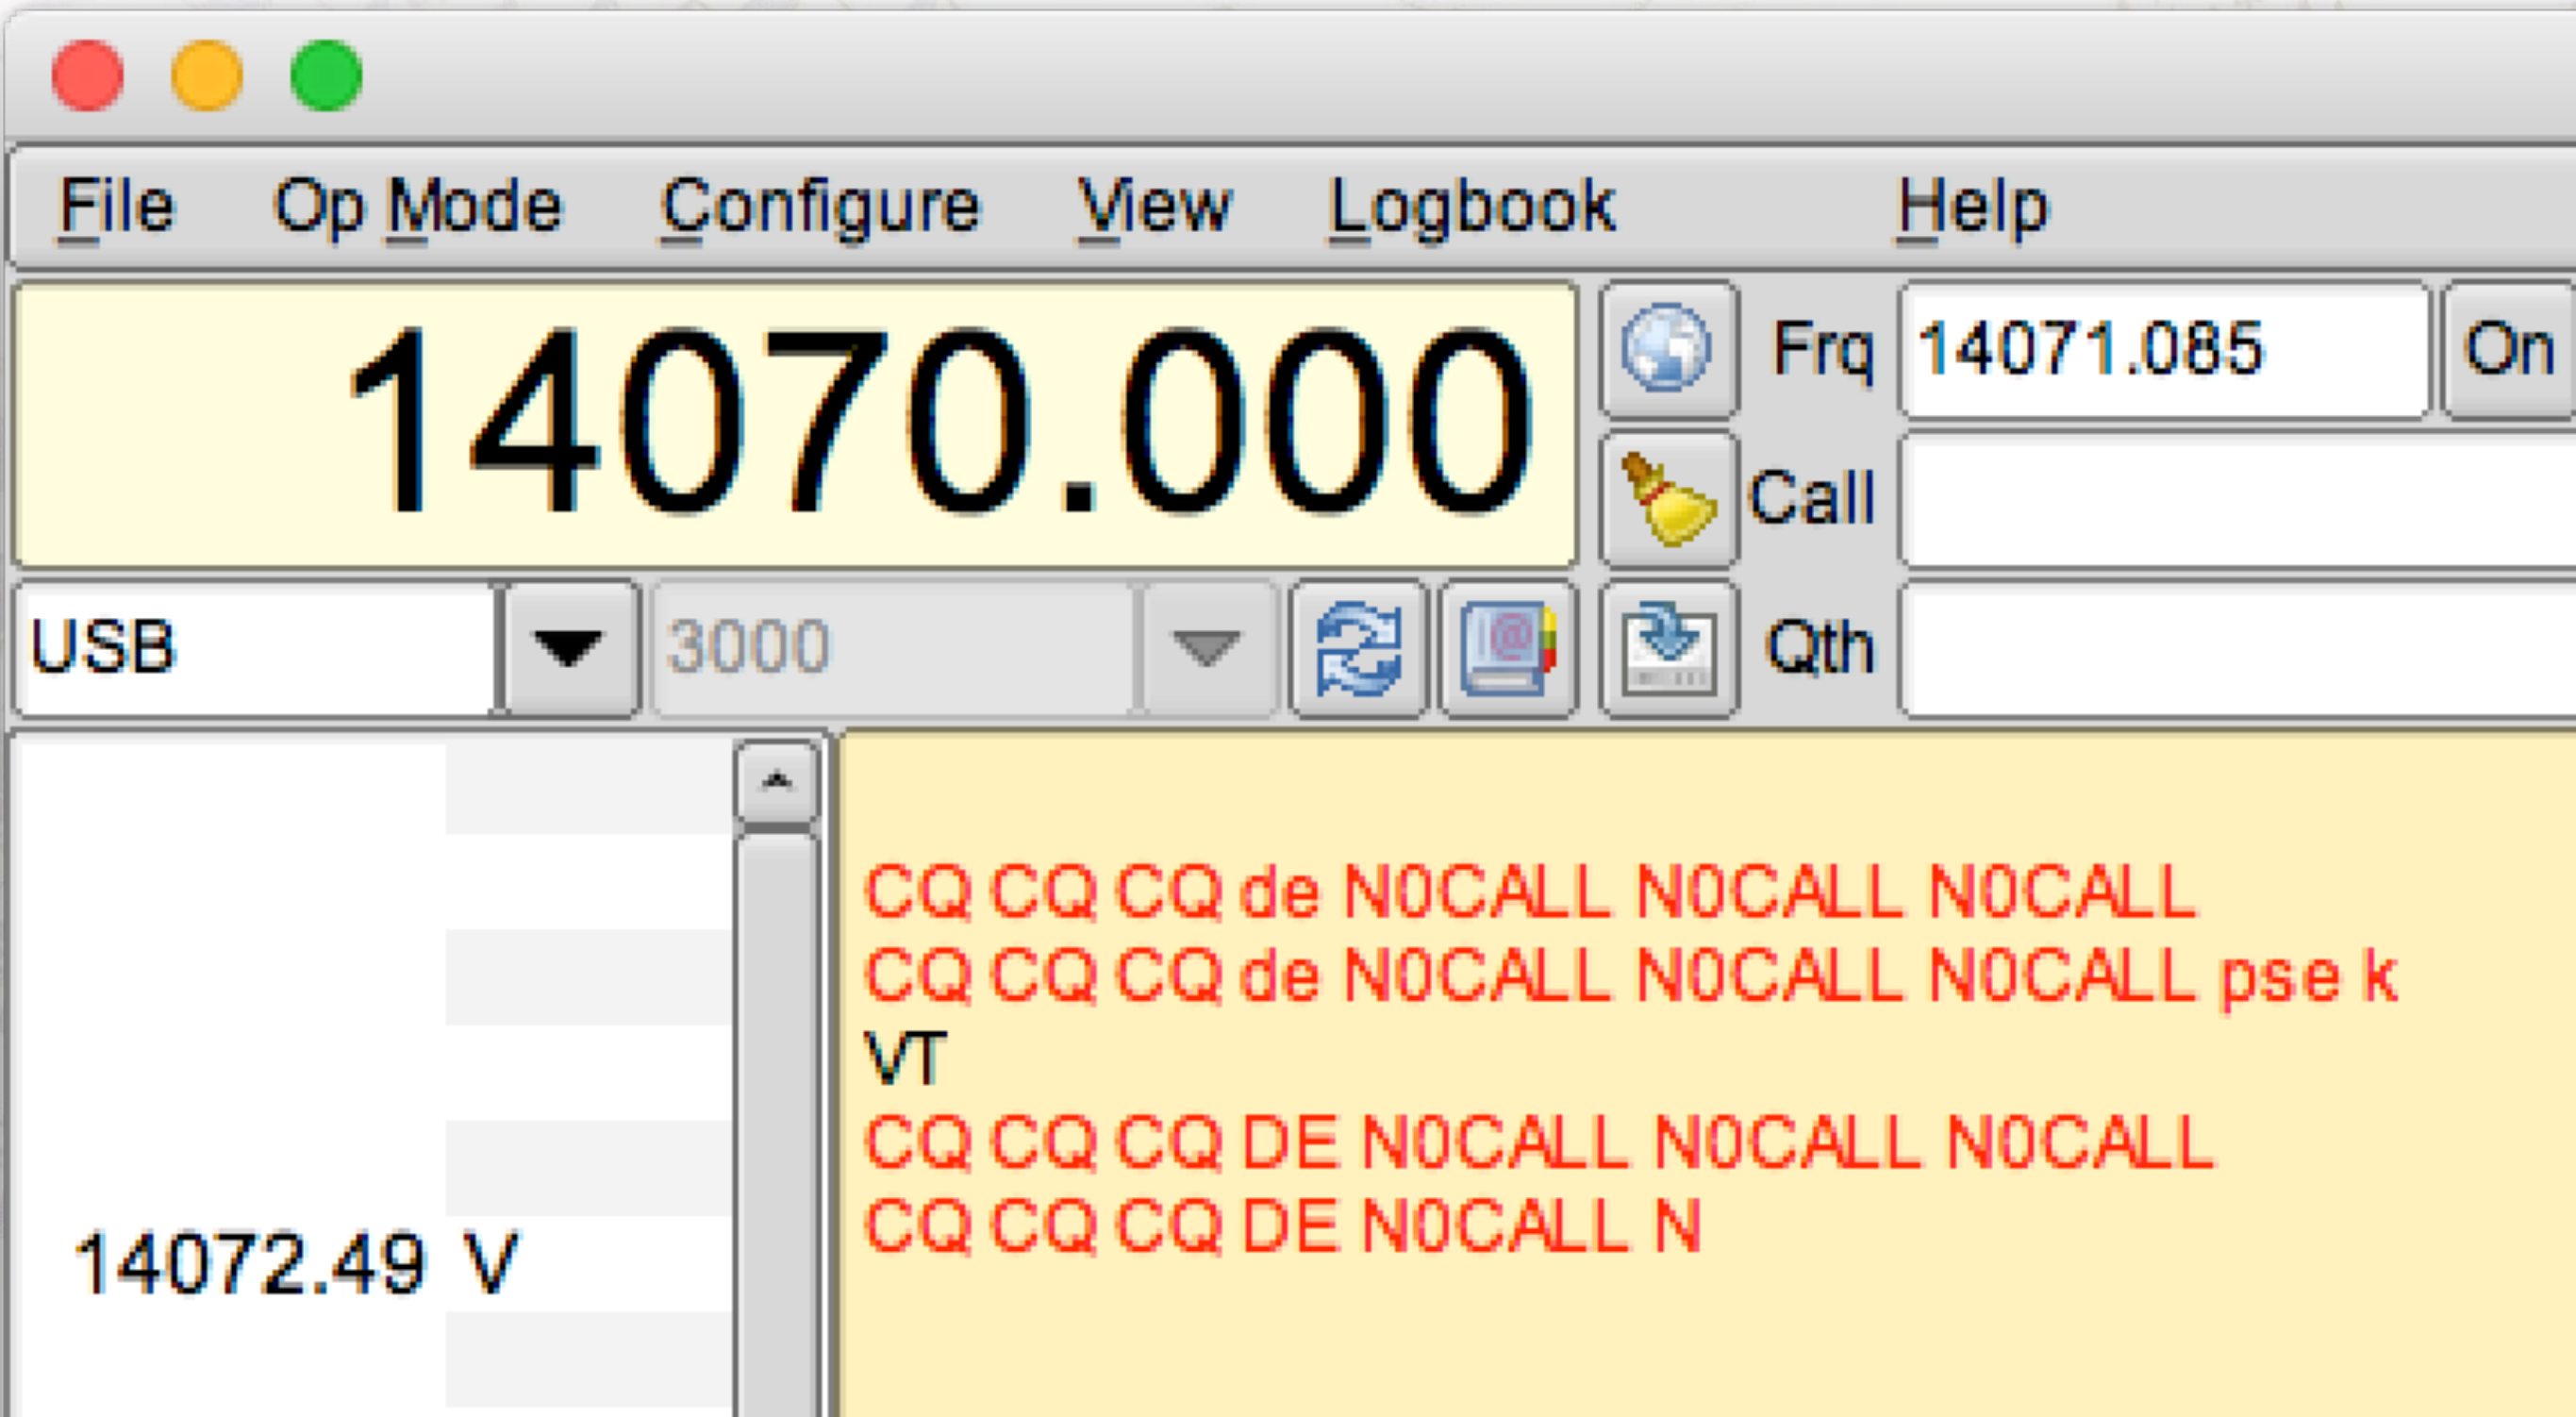 File Op Mode Configure View Logbook Help
14070.000 Frq 14071.085 On
Call
USB 3000 Qth
CQ CQ CQ de N0CALL N0CALL N0CALL
CQ CQ CQ de N0CALL N0CALL N0CALL pse k
VT
CQ CQ CQ DE N0CALL N0CALL N0CALL
CQ CQ CQ DE N0CALL N
14072.49 V